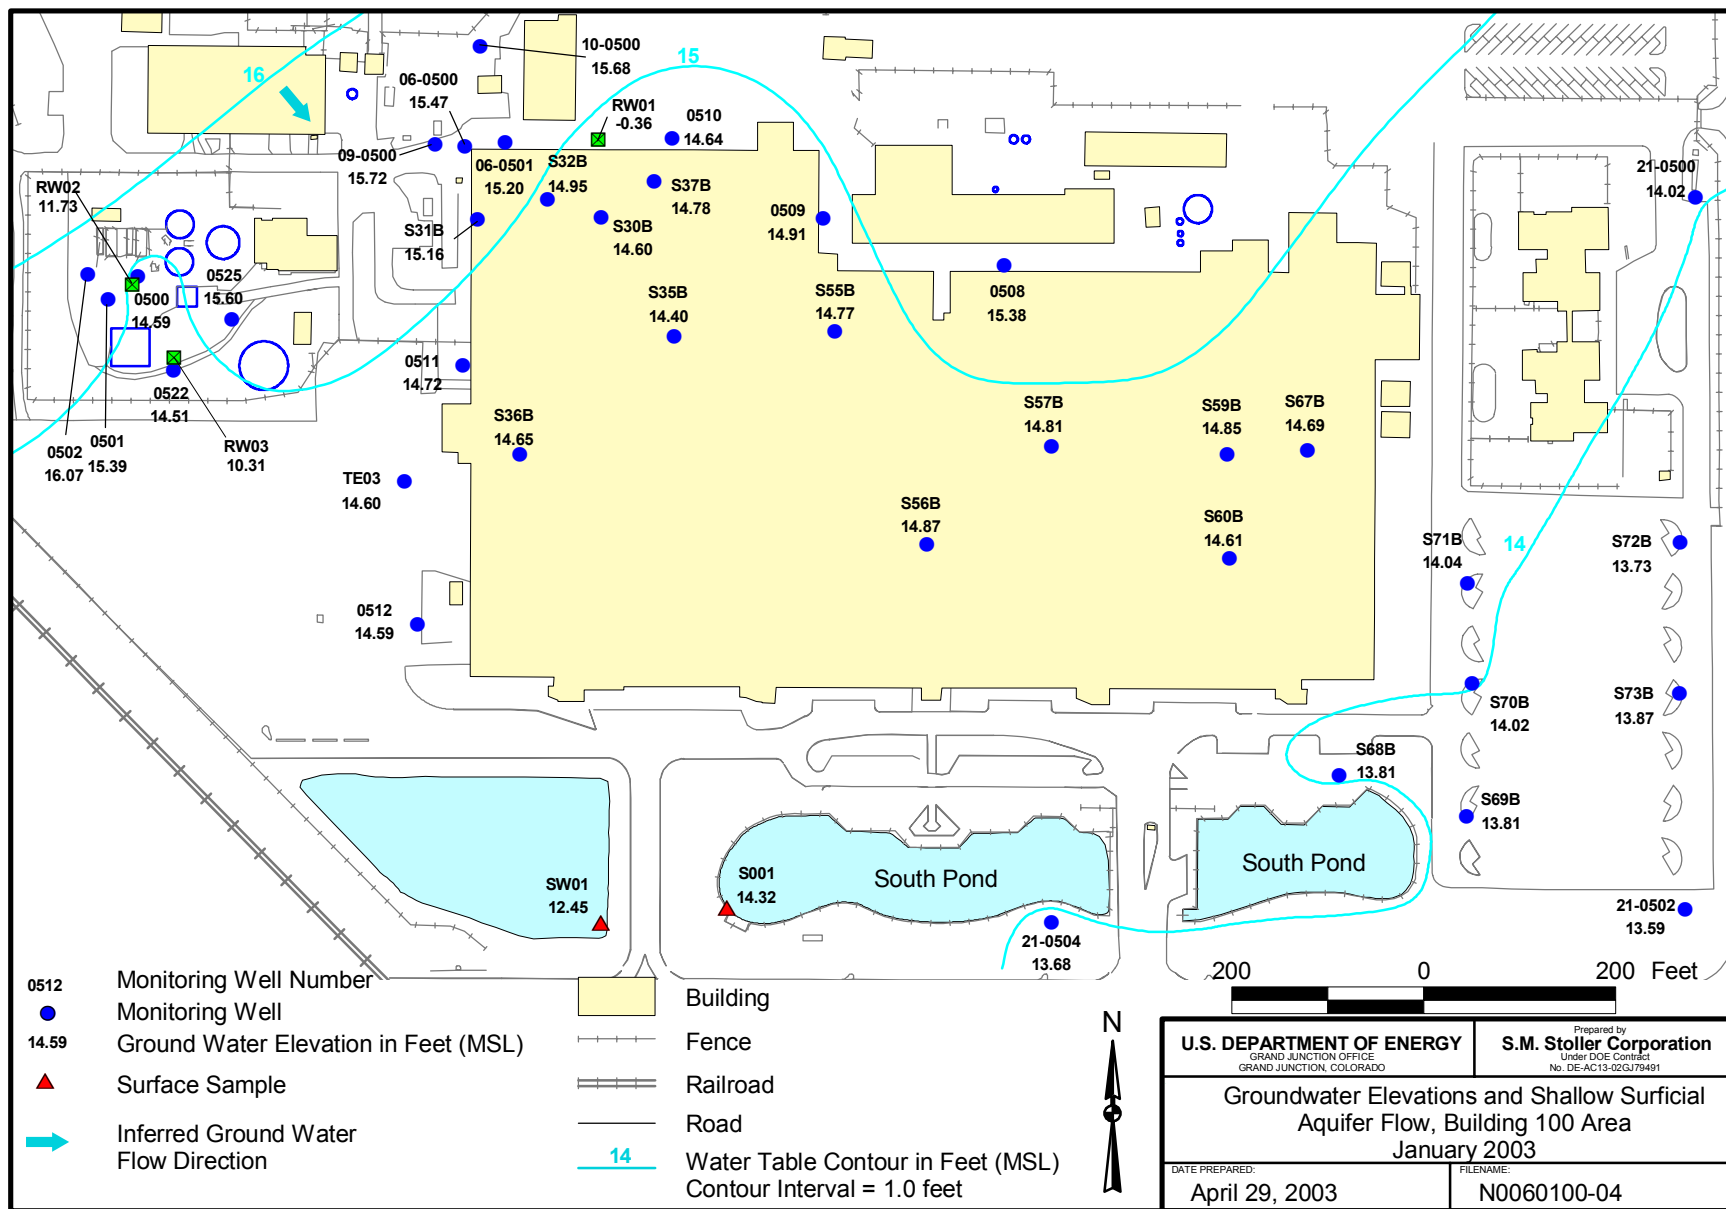 16
15
10-0500
15.68
06-0500
15.47
RW01
-0.36
0510
14.64
09-0500
15.72
06-0501
15.20
S32B
14.95
S37B
14.78
RW02
11.73
S31B
15.16
S30B
14.60
0509
14.91
21-0500
14.02
0525
15.60
0500
14.59
S35B
14.40
S55B
14.77
0508
15.38
0511
14.72
0522
14.51
0501
15.39
0502
16.07
RW03
10.31
S36B
14.65
S57B
14.81
S59B
14.85
S67B
14.69
TE03
14.60
S56B
14.87
S60B
14.61
S71B
14.04
14
S72B
13.73
0512
14.59
S70B
14.02
S73B
13.87
S68B
13.81
S69B
13.81
SW01
12.45
S001
14.32
South Pond
South Pond
21-0504
13.68
21-0502
13.59
0512 Monitoring Well Number
Monitoring Well
14.59 Ground Water Elevation in Feet (MSL)
Surface Sample
Inferred Ground Water
Flow Direction
Building
Fence
Railroad
Road
14 Water Table Contour in Feet (MSL)
Contour Interval = 1.0 feet
N
200 0 200 Feet
U.S. DEPARTMENT OF ENERGY
GRAND JUNCTION OFFICE
GRAND JUNCTION, COLORADO
Prepared by
S.M. Stoller Corporation
Under DOE Contract
No. DE-AC13-02GJ79491
Groundwater Elevations and Shallow Surficial
Aquifer Flow, Building 100 Area
January 2003
DATE PREPARED:
April 29, 2003
FILENAME:
N0060100-04